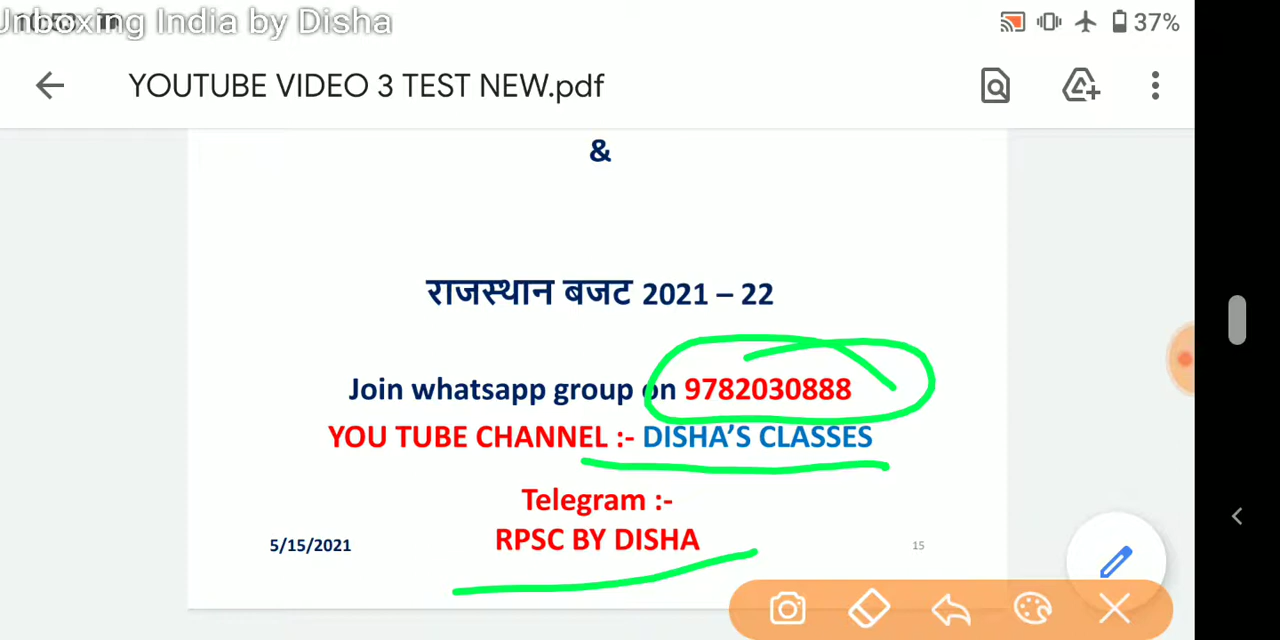 Unboxing India by Disha
37%
YOUTUBE VIDEO 3 TEST NEW.pdf
&
राजस्थान बजट 2021 – 22
Join whatsapp group on 9782030888
YOU TUBE CHANNEL :- DISHA’S CLASSES
Telegram :-
RPSC BY DISHA
5/15/2021
15